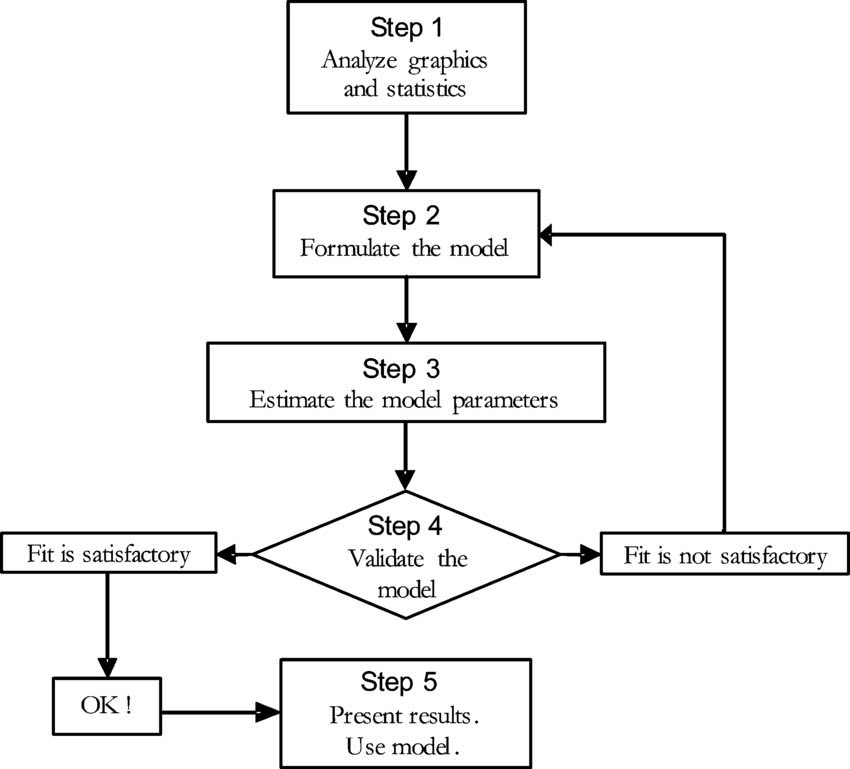 Step 1
Analyze graphics
and statistics
Step 2
Formulate the model
Step 3
Estimate the model parameters
Step 4
Validate the
model
Fit is satisfactory
Fit is not satisfactory
OK !
Step 5
Present results.
Use model.